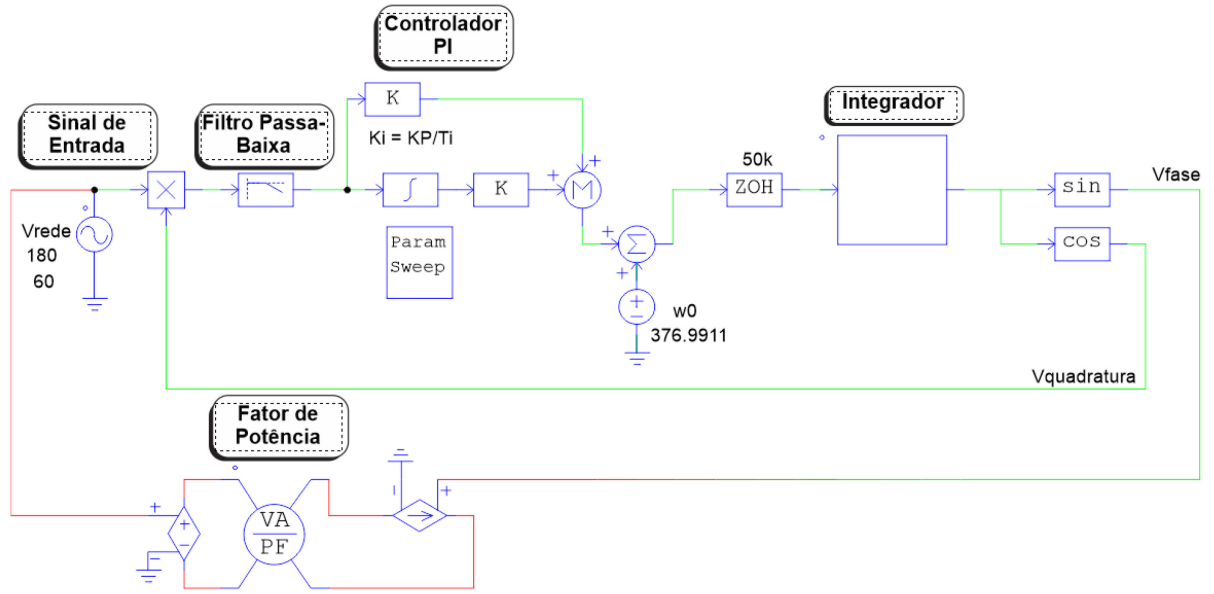 Controlador
PI
Sinal de
Entrada
Filtro Passa-
Baixa
K
Ki = KP/Ti
Integrador
50k
ZOH
K
M
Param
Sweep
Σ
sin
Vfase
cos
Vrede
180
60
w0
376.9911
Vquadratura
Fator de
Potência
VA
PF